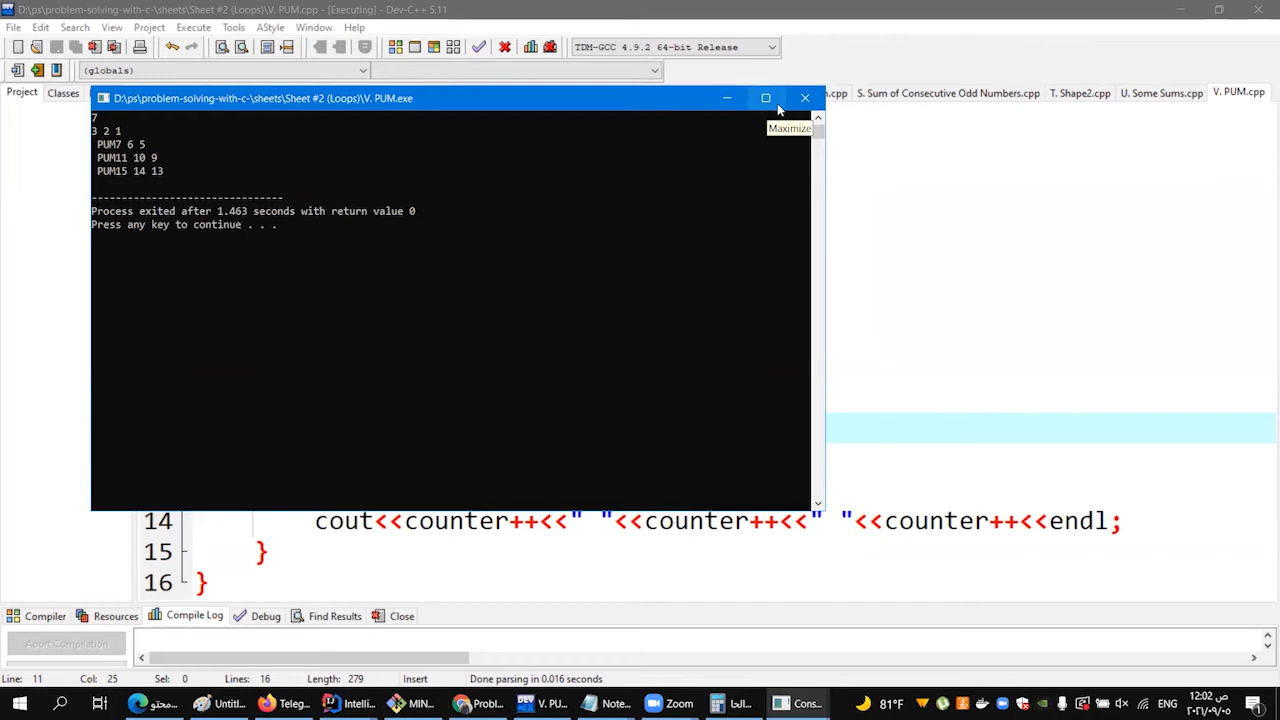 D:\ps\problem-solving-with-c-\sheets\Sheet #2 (Loops)\V. PUM.cpp - [Executing] - Dev-C++ 5.11
File Edit Search View Project Execute Tools AStyle Window Help
TDM-GCC 4.9.2 64-bit Release
(globals)
Project Classes
.cpp S. Sum of Consecutive Odd Numbers.cpp T. Shape2.cpp U. Some Sums.cpp V. PUM.cpp
D:\ps\problem-solving-with-c-\sheets\Sheet #2 (Loops)\V. PUM.exe
Maximize
7
3 2 1
PUM7 6 5
PUM11 10 9
PUM15 14 13
--------------------------------
Process exited after 1.463 seconds with return value 0
Press any key to continue . . .
14 cout<<counter++<<" "<<counter++<<" "<<counter++<<endl;
15 }
16 }
Compiler Resources Compile Log Debug Find Results Close
Abort Compilation
Line: 11 Col: 25 Sel: 0 Lines: 16 Length: 279 Insert Done parsing in 0.016 seconds
محتو... Untitl... Teleg... Intelli... MIN... Probl... V. PU... Note... Zoom الحا... Cons... 81°F ENG 12:02 ص
٢٠٢١/٠٩/٠٥